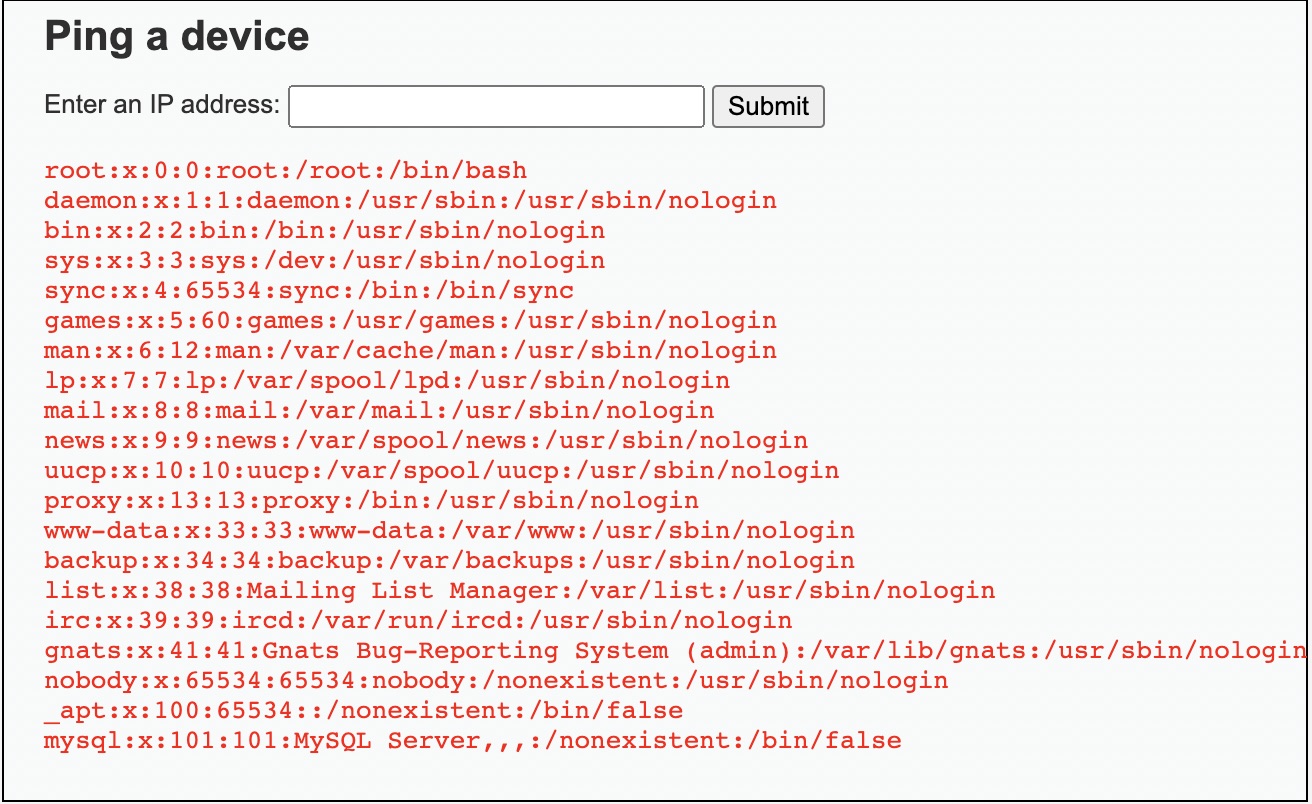 Ping a device
Enter an IP address: Submit
root:x:0:0:root:/root:/bin/bash
daemon:x:1:1:daemon:/usr/sbin:/usr/sbin/nologin
bin:x:2:2:bin:/bin:/usr/sbin/nologin
sys:x:3:3:sys:/dev:/usr/sbin/nologin
sync:x:4:65534:sync:/bin:/bin/sync
games:x:5:60:games:/usr/games:/usr/sbin/nologin
man:x:6:12:man:/var/cache/man:/usr/sbin/nologin
lp:x:7:7:lp:/var/spool/lpd:/usr/sbin/nologin
mail:x:8:8:mail:/var/mail:/usr/sbin/nologin
news:x:9:9:news:/var/spool/news:/usr/sbin/nologin
uucp:x:10:10:uucp:/var/spool/uucp:/usr/sbin/nologin
proxy:x:13:13:proxy:/bin:/usr/sbin/nologin
www-data:x:33:33:www-data:/var/www:/usr/sbin/nologin
backup:x:34:34:backup:/var/backups:/usr/sbin/nologin
list:x:38:38:Mailing List Manager:/var/list:/usr/sbin/nologin
irc:x:39:39:ircd:/var/run/ircd:/usr/sbin/nologin
gnats:x:41:41:Gnats Bug-Reporting System (admin):/var/lib/gnats:/usr/sbin/nologin
nobody:x:65534:65534:nobody:/nonexistent:/usr/sbin/nologin
_apt:x:100:65534::/nonexistent:/bin/false
mysql:x:101:101:MySQL Server,,,:/nonexistent:/bin/false